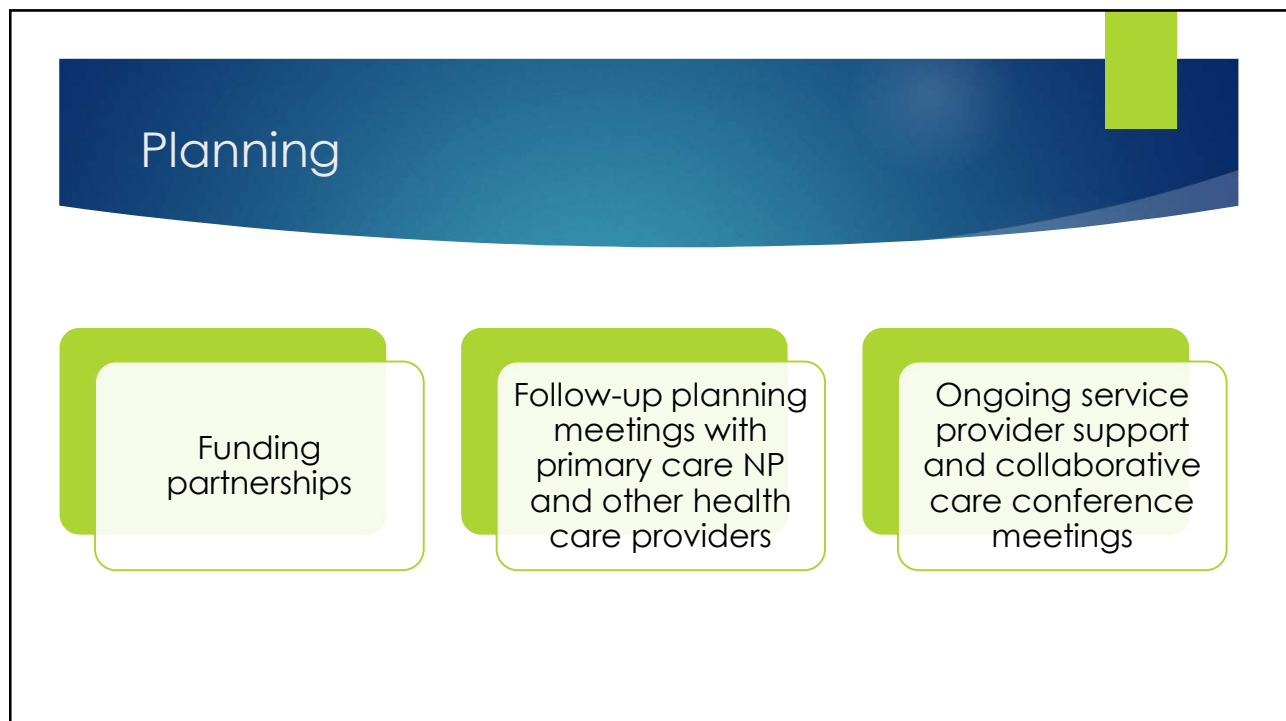 Planning
Funding
partnerships
Follow-up planning
meetings with
primary care NP
and other health
care providers
Ongoing service
provider support
and collaborative
care conference
meetings